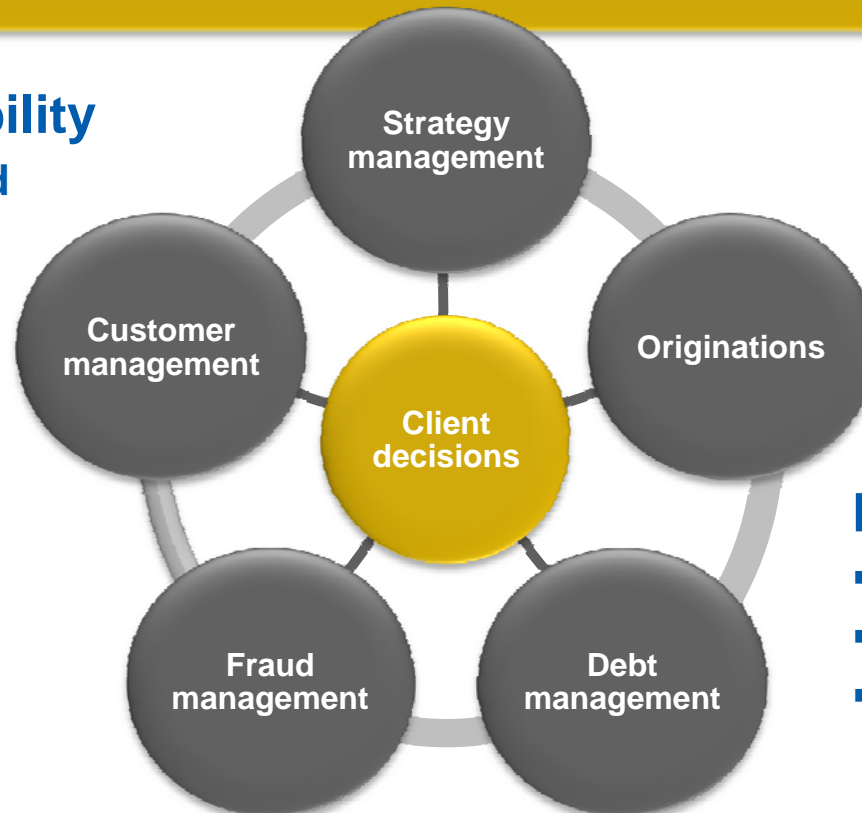 bility
Strategy
management
Customer
management
Originations
Client
decisions
Fraud
management
Debt
management